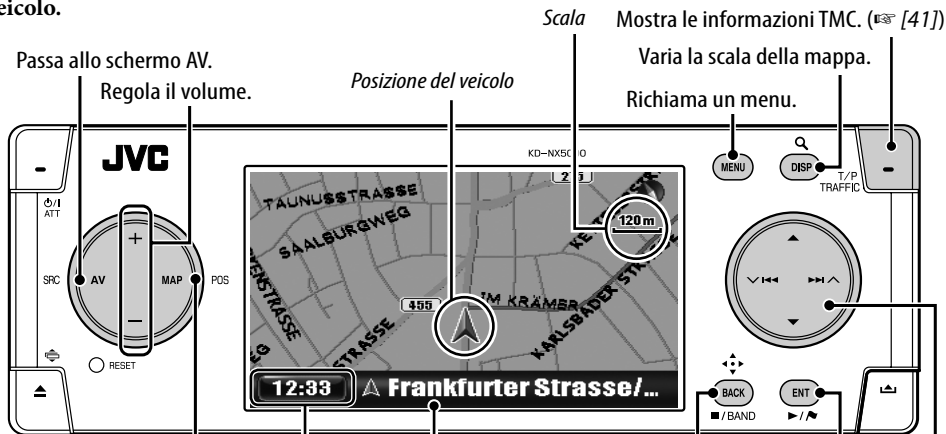 eicolo.
Scala
Mostra le informazioni TMC. (☞ [41])
Passa allo schermo AV.
Varia la scala della mappa.
Regola il volume.
Posizione del veicolo
Richiama un menu.
JVC
KD-NX5000
MENU
DISP
T/P
TRAFFIC
⏻/I
ATT
SRC
AV
+
−
MAP
POS
RESET
TAUNUSSTRASSE
SAALBURGWEG
STRASSE
455
IM KRÄMER
KARLSBADER STRASSE
120 m
12:33
Frankfurter Strasse/...
BACK
■/BAND
ENT